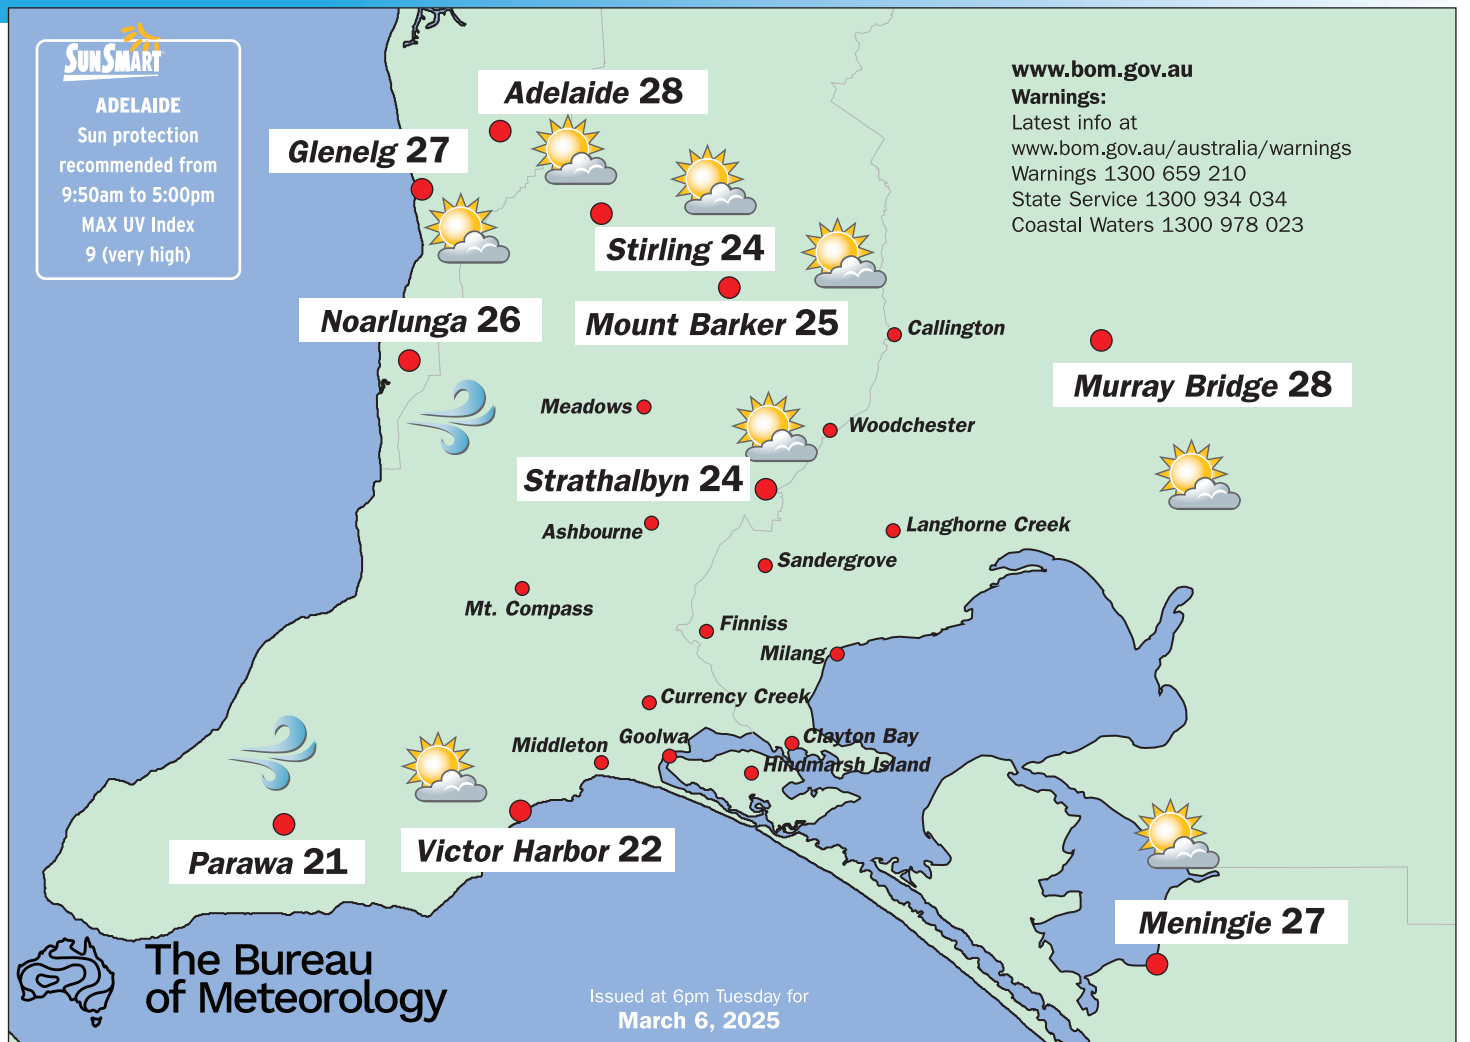 SUNSMART
ADELAIDE
Sun protection
recommended from
9:50am to 5:00pm
MAX UV Index
9 (very high)
www.bom.gov.au
Warnings:
Latest info at
www.bom.gov.au/australia/warnings
Warnings 1300 659 210
State Service 1300 934 034
Coastal Waters 1300 978 023
Adelaide 28
Glenelg 27
Stirling 24
Noarlunga 26
Mount Barker 25
Callington
Murray Bridge 28
Meadows
Woodchester
Strathalbyn 24
Ashbourne
Langhorne Creek
Sandergrove
Mt. Compass
Finniss
Milang
Currency Creek
Goolwa
Clayton Bay
Middleton
Hindmarsh Island
Parawa 21
Victor Harbor 22
Meningie 27
The Bureau
of Meteorology
Issued at 6pm Tuesday for
March 6, 2025